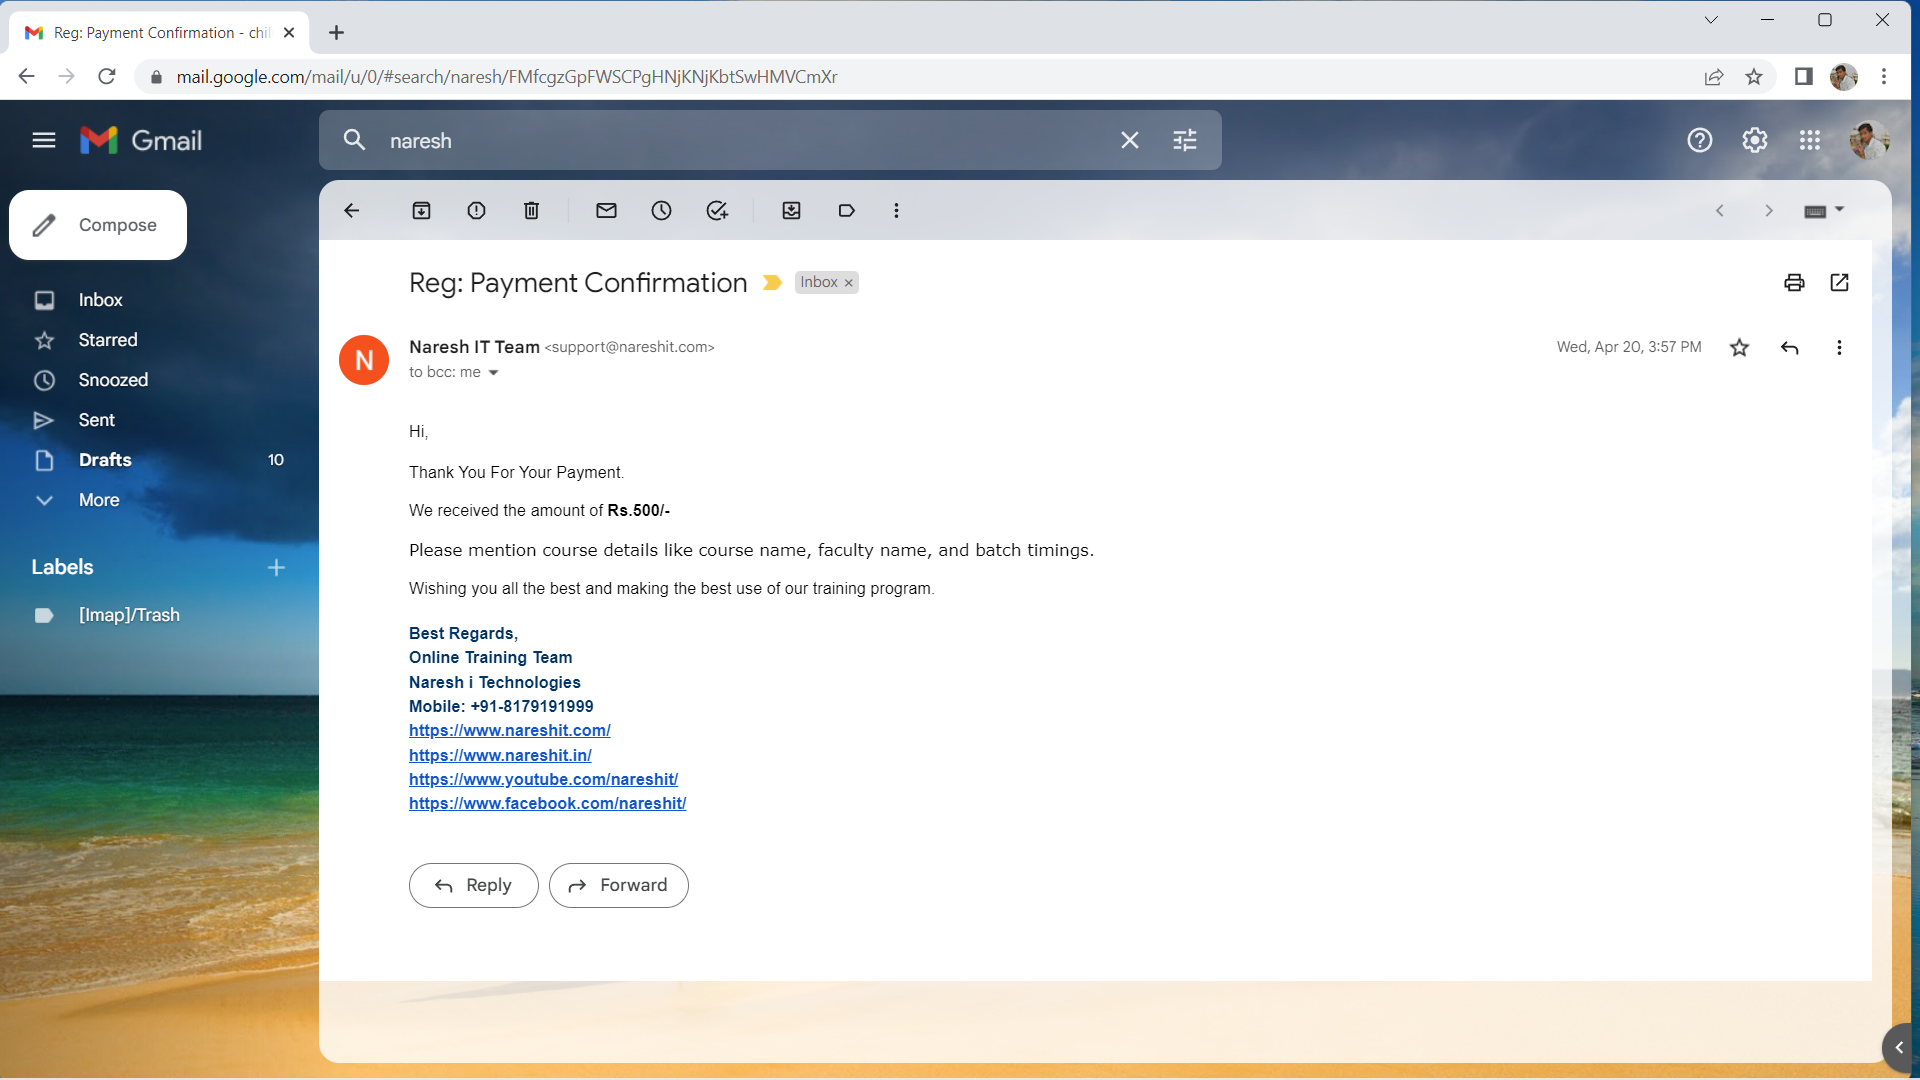 Reg: Payment Confirmation - chi
mail.google.com/mail/u/0/#search/naresh/FMfcgzGpFWSCPgHNjKNjKbtSwHMVCmXr
Gmail
naresh
Compose
Inbox
Starred
Snoozed
Sent
Drafts 10
More
Labels
[Imap]/Trash
Reg: Payment Confirmation Inbox
N
Naresh IT Team <support@nareshit.com> Wed, Apr 20, 3:57 PM
to bcc: me
Hi,
Thank You For Your Payment.
We received the amount of Rs.500/-
Please mention course details like course name, faculty name, and batch timings.
Wishing you all the best and making the best use of our training program.
Best Regards,
Online Training Team
Naresh i Technologies
Mobile: +91-8179191999
https://www.nareshit.com/
https://www.nareshit.in/
https://www.youtube.com/nareshit/
https://www.facebook.com/nareshit/
Reply Forward